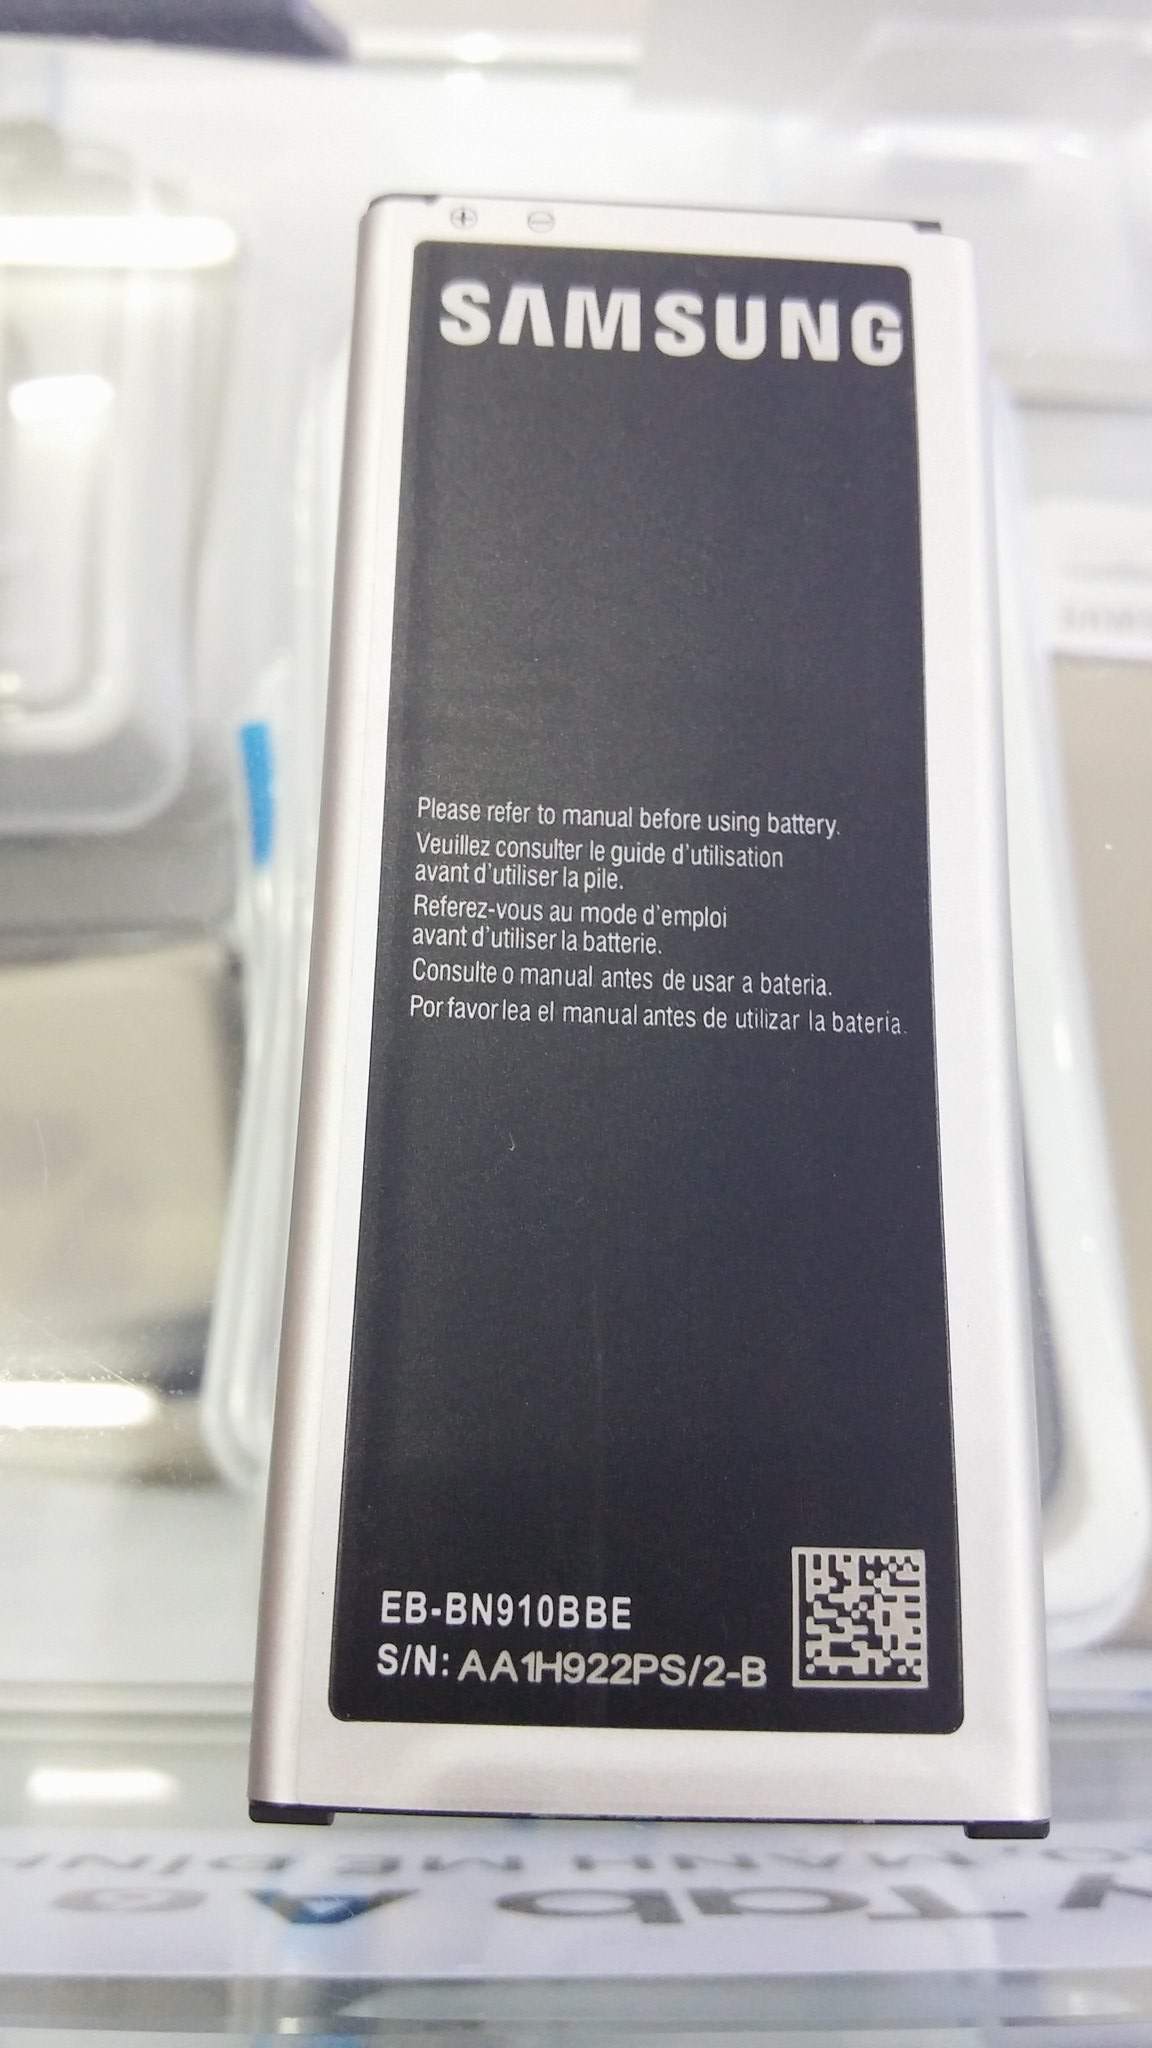 SAMSUNG
Please refer to manual before using battery.
Veuillez consulter le guide d'utilisation
avant d'utiliser la pile.
Referez-vous au mode d'emploi
avant d'utiliser la batterie.
Consulte o manual antes de usar a bateria.
Por favor lea el manual antes de utilizar la bateria.
EB-BN910BBE
S/N: AA1H922PS/2-B
Tab A